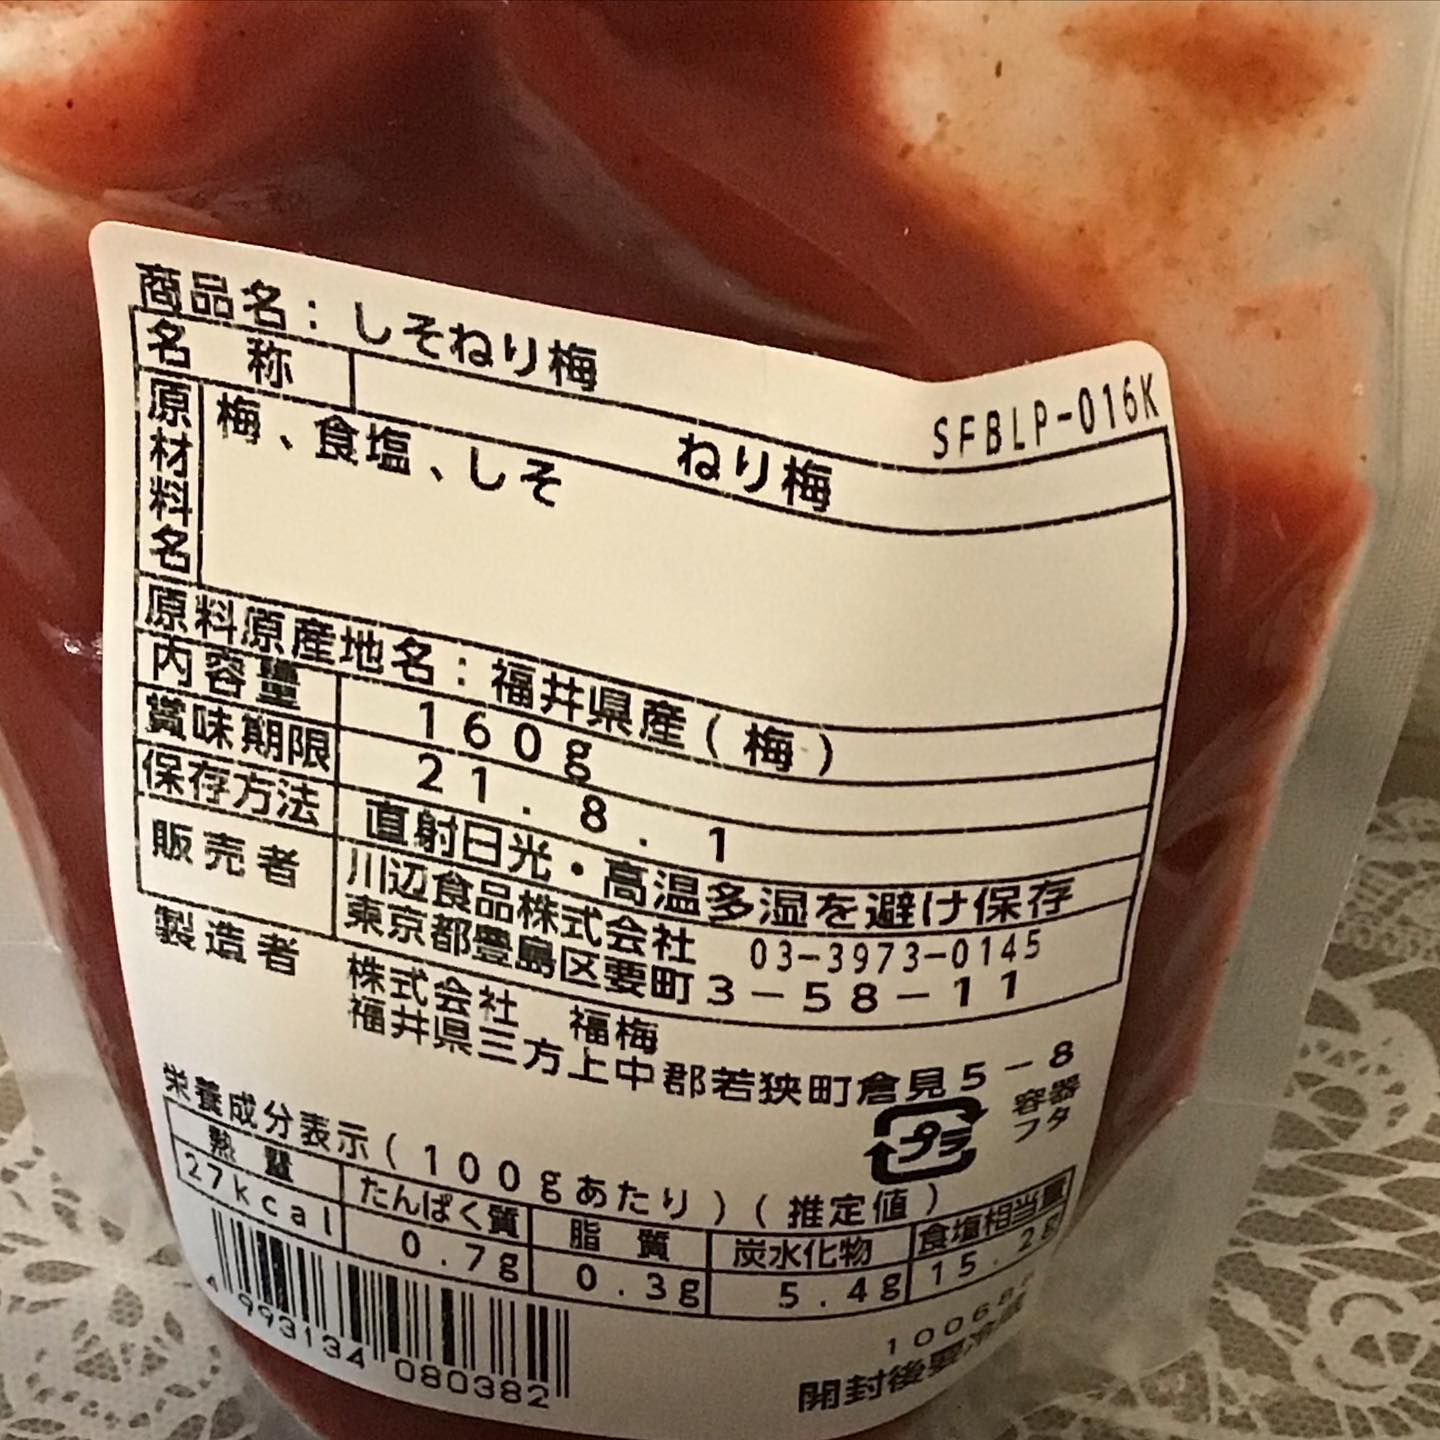 商品名：しそねり梅
SFBLP-016K
名称 ねり梅
原材料名 梅、食塩、しそ
原料原産地名：福井県産(梅)
内容量 160g
賞味期限 21.8.1
保存方法 直射日光・高温多湿を避け保存
販売者 川辺食品株式会社 03-3973-0145
東京都豊島区要町3-58-11
製造者 株式会社 福梅
福井県三方上中郡若狭町倉見5-8
プラ 容器
フタ
栄養成分表示(100gあたり)(推定値)
熱量 たんぱく質 脂質 炭水化物 食塩相当量
27kcal 0.7g 0.3g 5.4g 15.2g
4 993134 080382
開封後要冷蔵